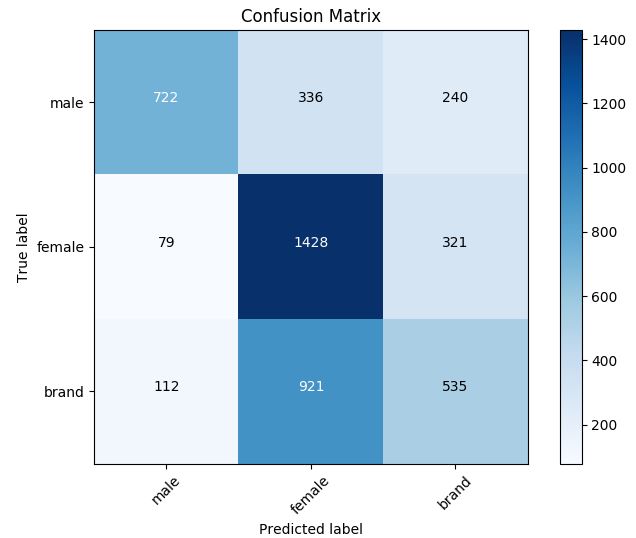 Confusion Matrix
male
722
336
240
female
79
1428
321
brand
112
921
535
True label
male
female
brand
Predicted label
1400
1200
1000
800
600
400
200